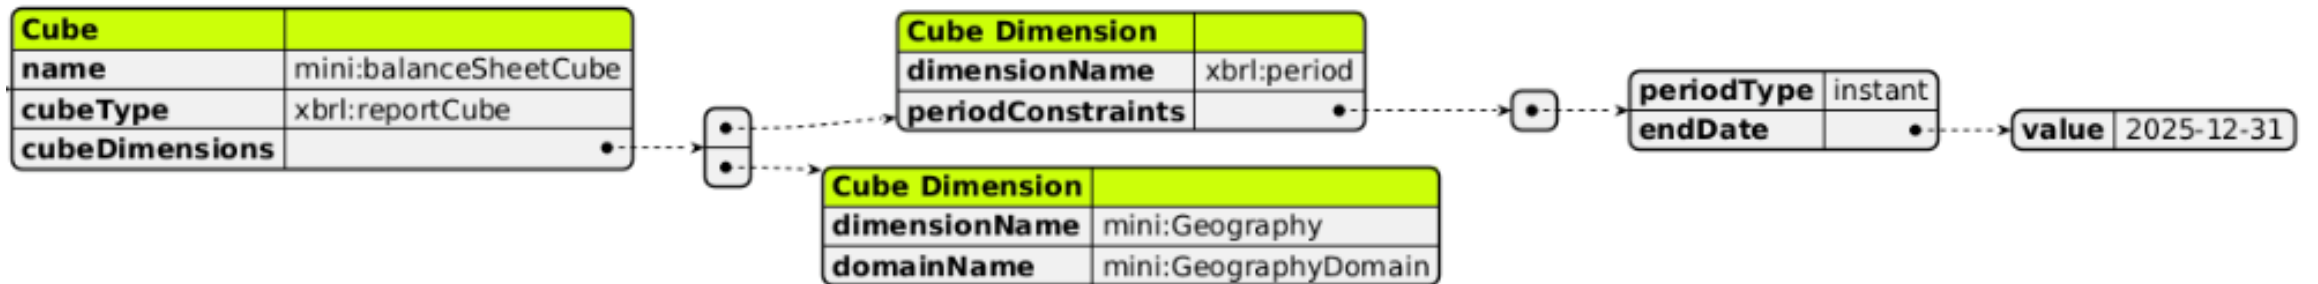 Cube
name mini:balanceSheetCube
cubeType xbrl:reportCube
cubeDimensions
Cube Dimension
dimensionName xbrl:period
periodConstraints
periodType instant
endDate
value 2025-12-31
Cube Dimension
dimensionName mini:Geography
domainName mini:GeographyDomain